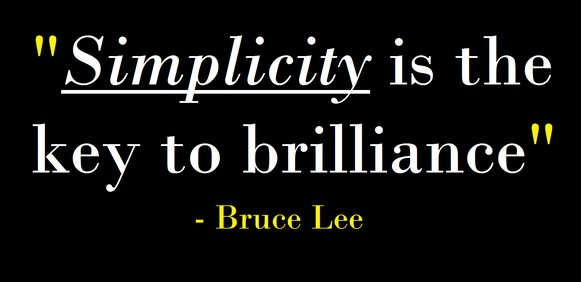 "Simplicity is the
key to brilliance"
- Bruce Lee